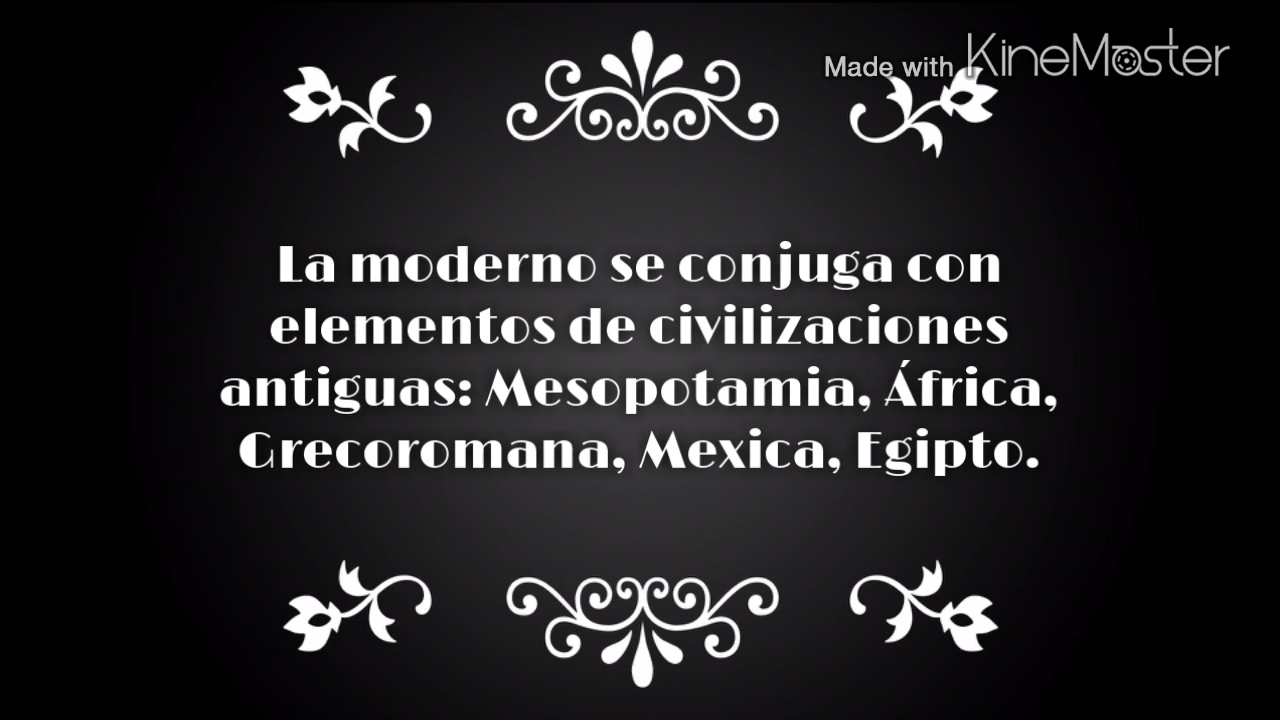 Made with KineMaster
La moderno se conjuga con
elementos de civilizaciones
antiguas: Mesopotamia, África,
Grecoromana, Mexica, Egipto.